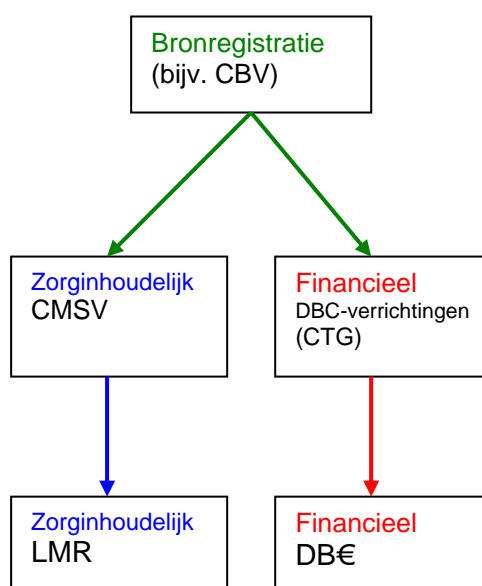 Bronregistratie
(bijv. CBV)
Zorginhoudelijk
CMSV
Financieel
DBC-verrichtingen
(CTG)
Zorginhoudelijk
LMR
Financieel
DB€